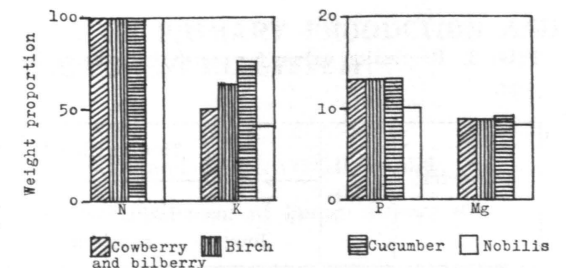 Weight proportion
100
50
0
N
K
20
10
0
P
Mg
Cowberry and bilberry
Birch
Cucumber
Nobilis